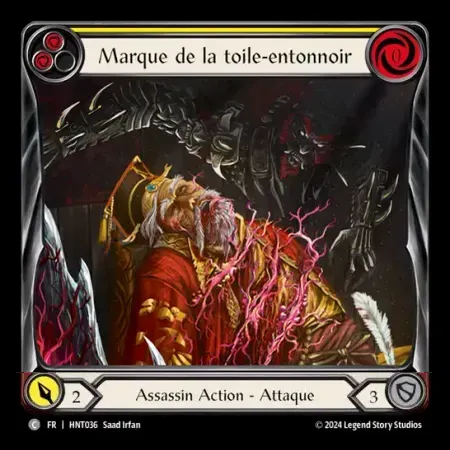 Marque de la toile-entonnoir
2
Assassin Action - Attaque
3
C FR | HNT036 Saad Irfan
© 2024 Legend Story Studios